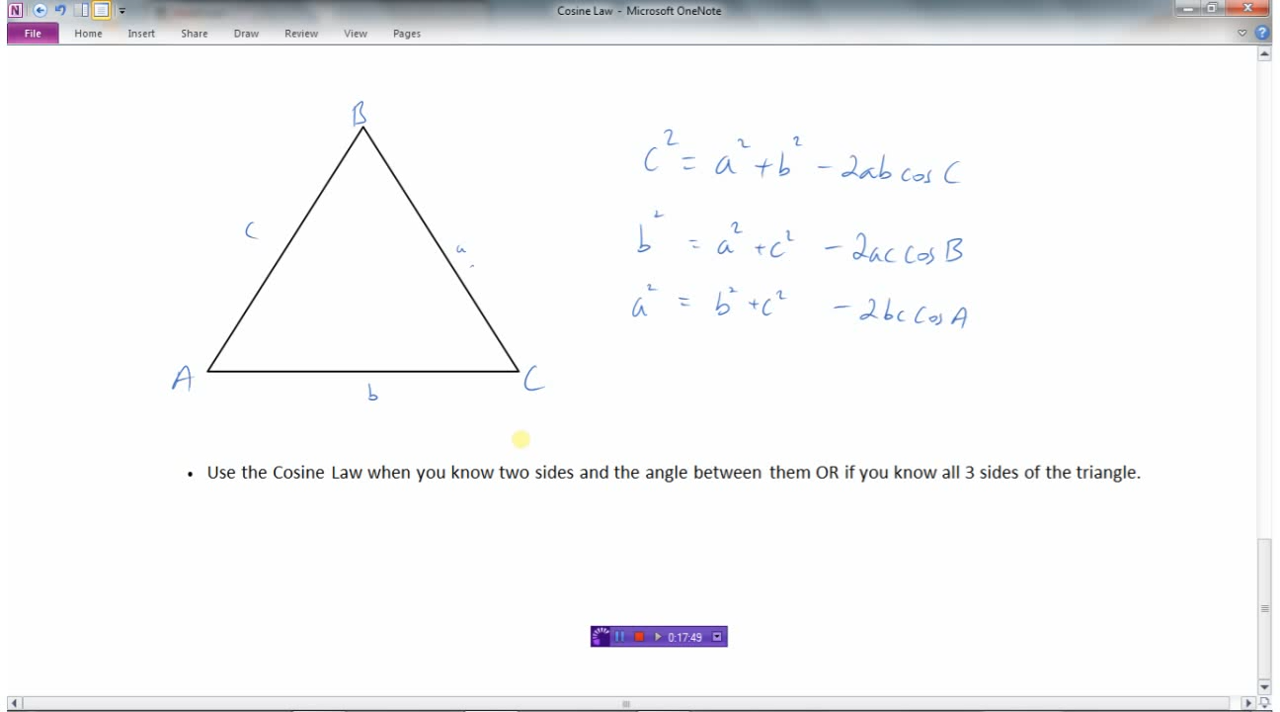 Cosine Law - Microsoft OneNote
File Home Insert Share Draw Review View Pages
B
c² = a² + b² - 2ab cos C
c
b² = a² + c² - 2ac cos B
a
a² = b² + c² - 2bc cos A
A
C
b
• Use the Cosine Law when you know two sides and the angle between them OR if you know all 3 sides of the triangle.
0:17:49